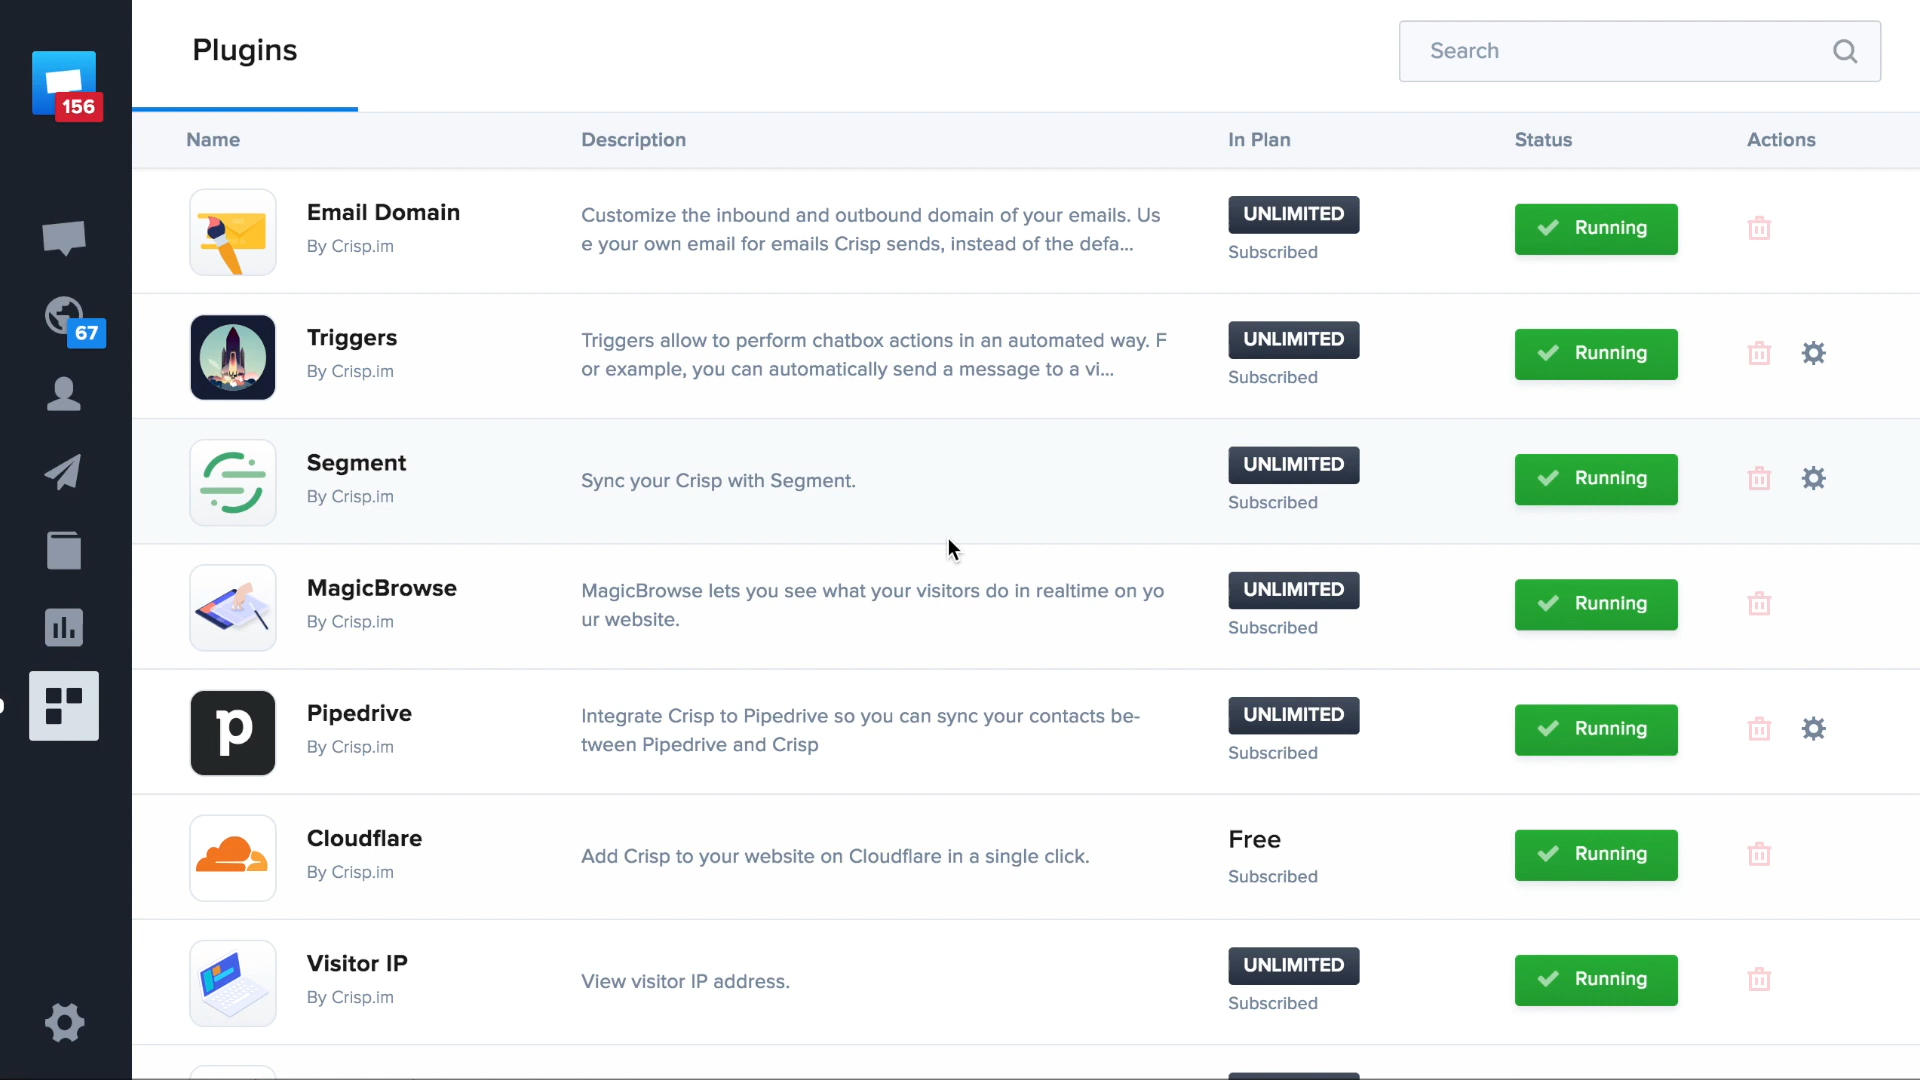 Plugins
Search
156
Name
Description
In Plan
Status
Actions
Email Domain
By Crisp.im
Customize the inbound and outbound domain of your emails. Us
e your own email for emails Crisp sends, instead of the defa...
UNLIMITED
Subscribed
Running
67
Triggers
By Crisp.im
Triggers allow to perform chatbox actions in an automated way. F
or example, you can automatically send a message to a vi...
UNLIMITED
Subscribed
Running
Segment
By Crisp.im
Sync your Crisp with Segment.
UNLIMITED
Subscribed
Running
MagicBrowse
By Crisp.im
MagicBrowse lets you see what your visitors do in realtime on yo
ur website.
UNLIMITED
Subscribed
Running
p
Pipedrive
By Crisp.im
Integrate Crisp to Pipedrive so you can sync your contacts be-
tween Pipedrive and Crisp
UNLIMITED
Subscribed
Running
Cloudflare
By Crisp.im
Add Crisp to your website on Cloudflare in a single click.
Free
Subscribed
Running
Visitor IP
By Crisp.im
View visitor IP address.
UNLIMITED
Subscribed
Running